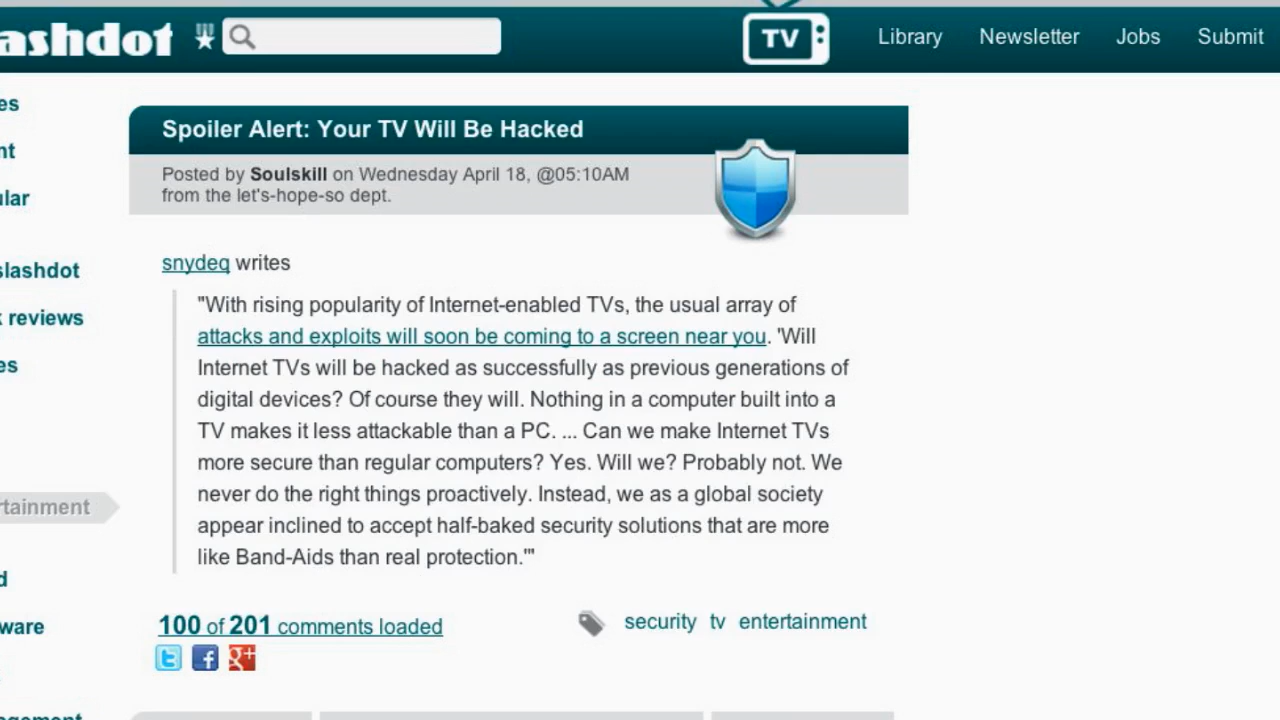 ashdot
TV
Library Newsletter Jobs Submit
es
nt
ular
slashdot
k reviews
es
rtainment
d
ware
agement
Spoiler Alert: Your TV Will Be Hacked
Posted by Soulskill on Wednesday April 18, @05:10AM
from the let's-hope-so dept.
snydeq writes
"With rising popularity of Internet-enabled TVs, the usual array of
attacks and exploits will soon be coming to a screen near you. 'Will
Internet TVs will be hacked as successfully as previous generations of
digital devices? Of course they will. Nothing in a computer built into a
TV makes it less attackable than a PC. ... Can we make Internet TVs
more secure than regular computers? Yes. Will we? Probably not. We
never do the right things proactively. Instead, we as a global society
appear inclined to accept half-baked security solutions that are more
like Band-Aids than real protection.'"
100 of 201 comments loaded
security tv entertainment